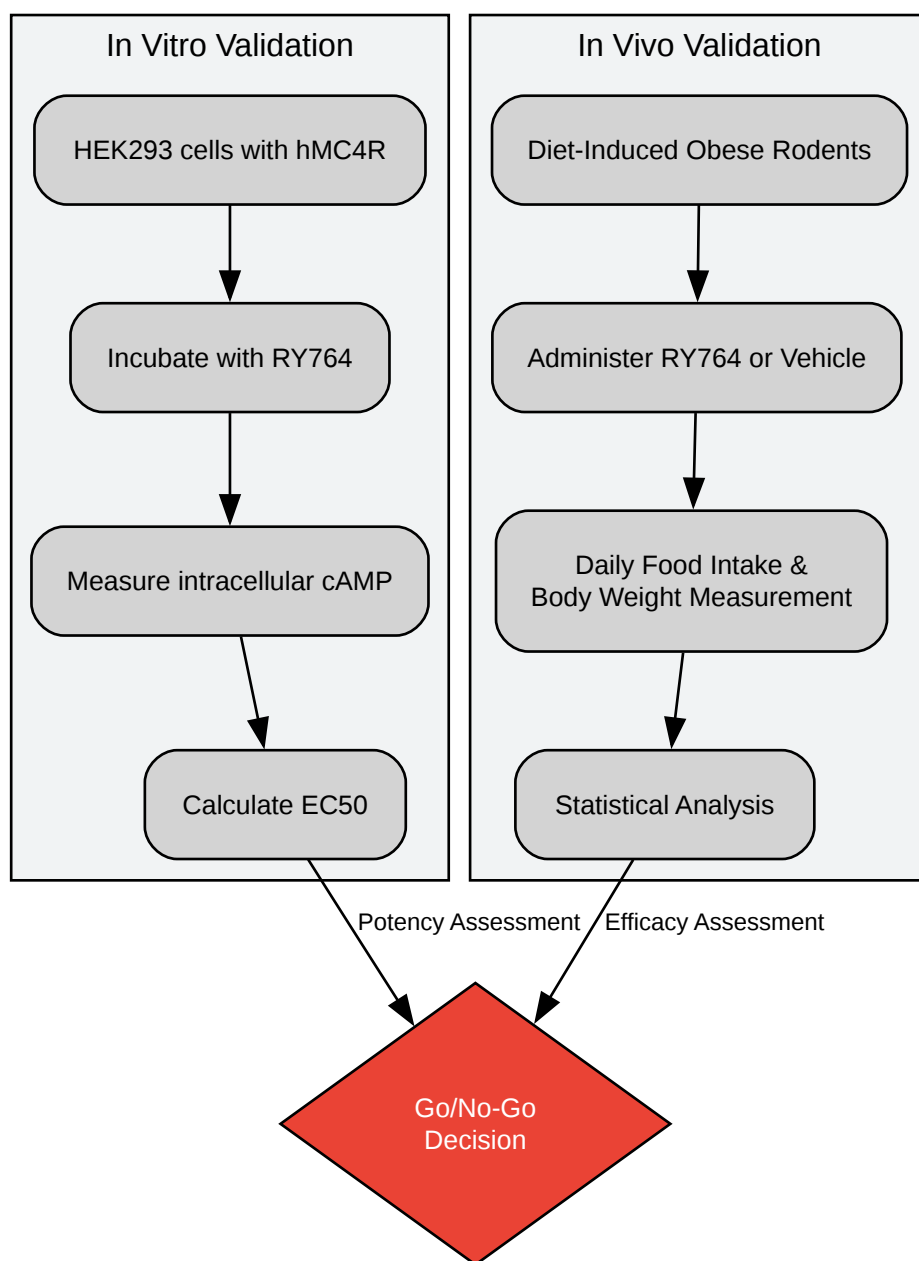 In Vitro Validation
HEK293 cells with hMC4R
Incubate with RY764
Measure intracellular cAMP
Calculate EC50
In Vivo Validation
Diet-Induced Obese Rodents
Administer RY764 or Vehicle
Daily Food Intake &
Body Weight Measurement
Statistical Analysis
Potency Assessment
Efficacy Assessment
Go/No-Go
Decision